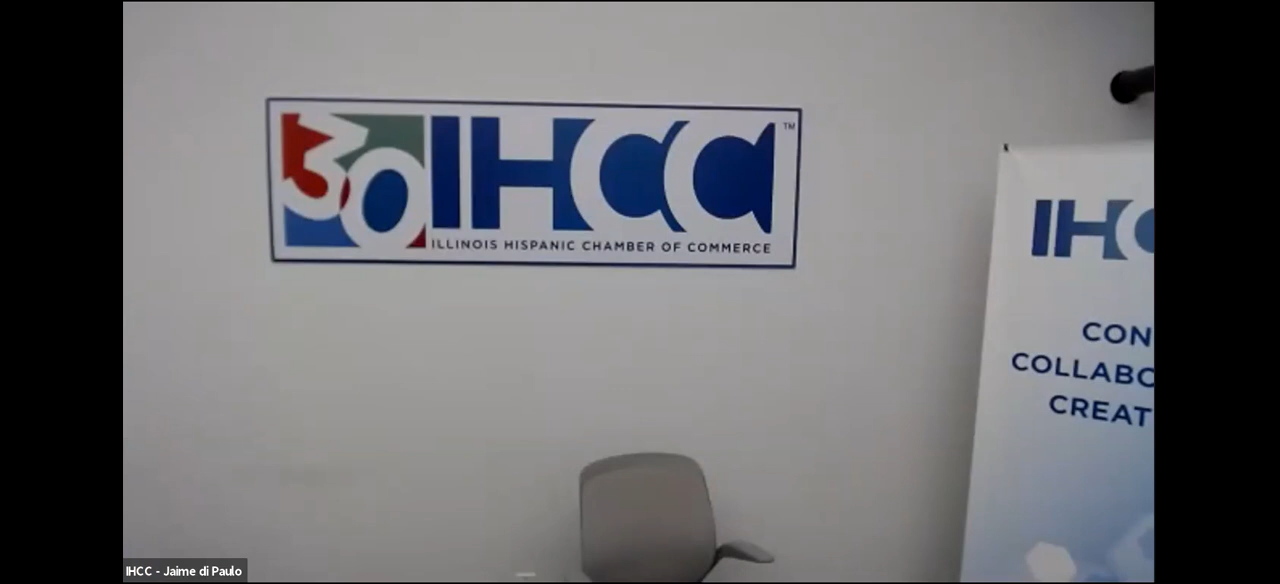 30 IHCC ™
ILLINOIS HISPANIC CHAMBER OF COMMERCE
IHC
CON
COLLABO
CREAT
IHCC - Jaime di Paulo